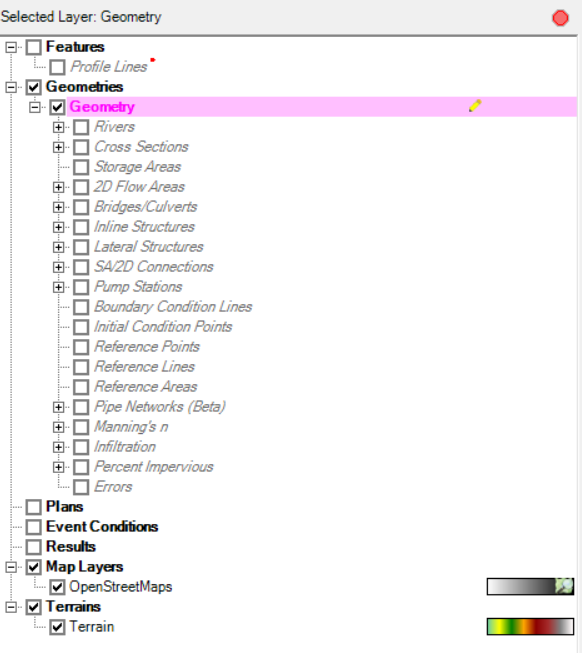 Selected Layer: Geometry
Features
Profile Lines
Geometries
Geometry
Rivers
Cross Sections
Storage Areas
2D Flow Areas
Bridges/Culverts
Inline Structures
Lateral Structures
SA/2D Connections
Pump Stations
Boundary Condition Lines
Initial Condition Points
Reference Points
Reference Lines
Reference Areas
Pipe Networks (Beta)
Manning's n
Infiltration
Percent Impervious
Errors
Plans
Event Conditions
Results
Map Layers
OpenStreetMaps
Terrains
Terrain